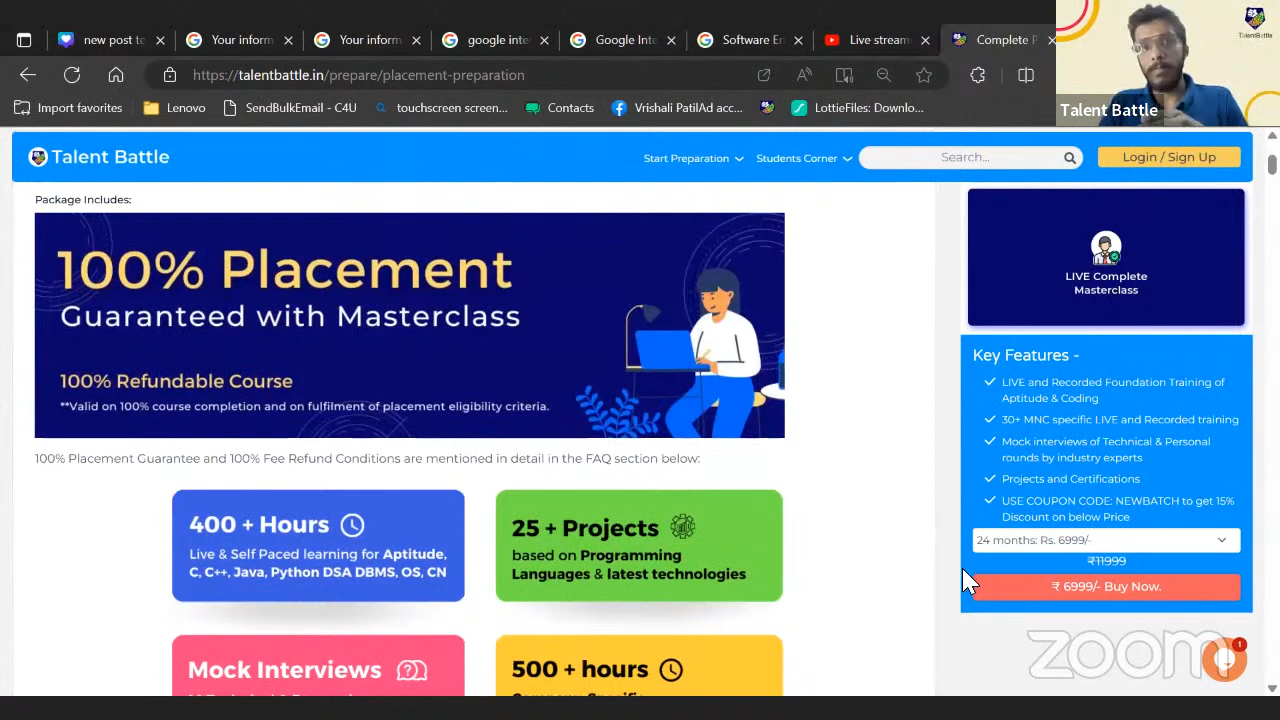 new post te
Your inform
Your inform
google inte
Google Inte
Software En
Live stream
Complete P
TalentBattle
https://talentbattle.in/prepare/placement-preparation
Import favorites
Lenovo
SendBulkEmail - C4U
touchscreen screen...
Contacts
Vrishali PatilAd acc...
LottieFiles: Downlo...
Talent Battle
Talent Battle
Start Preparation
Students Corner
Search...
Login / Sign Up
Package Includes:
100% Placement
Guaranteed with Masterclass
100% Refundable Course
**Valid on 100% course completion and on fulfilment of placement eligibility criteria.
100% Placement Guarantee and 100% Fee Refund Conditions are mentioned in detail in the FAQ section below:
400 + Hours
Live & Self Paced learning for Aptitude,
C, C++, Java, Python DSA DBMS, OS, CN
25 + Projects
based on Programming
Languages & latest technologies
Mock Interviews
500 + hours
LIVE Complete
Masterclass
Key Features -
LIVE and Recorded Foundation Training of
Aptitude & Coding
30+ MNC specific LIVE and Recorded training
Mock interviews of Technical & Personal
rounds by industry experts
Projects and Certifications
USE COUPON CODE: NEWBATCH to get 15%
Discount on below Price
24 months: Rs. 6999/-
₹11999
₹ 6999/- Buy Now.
zoom
1